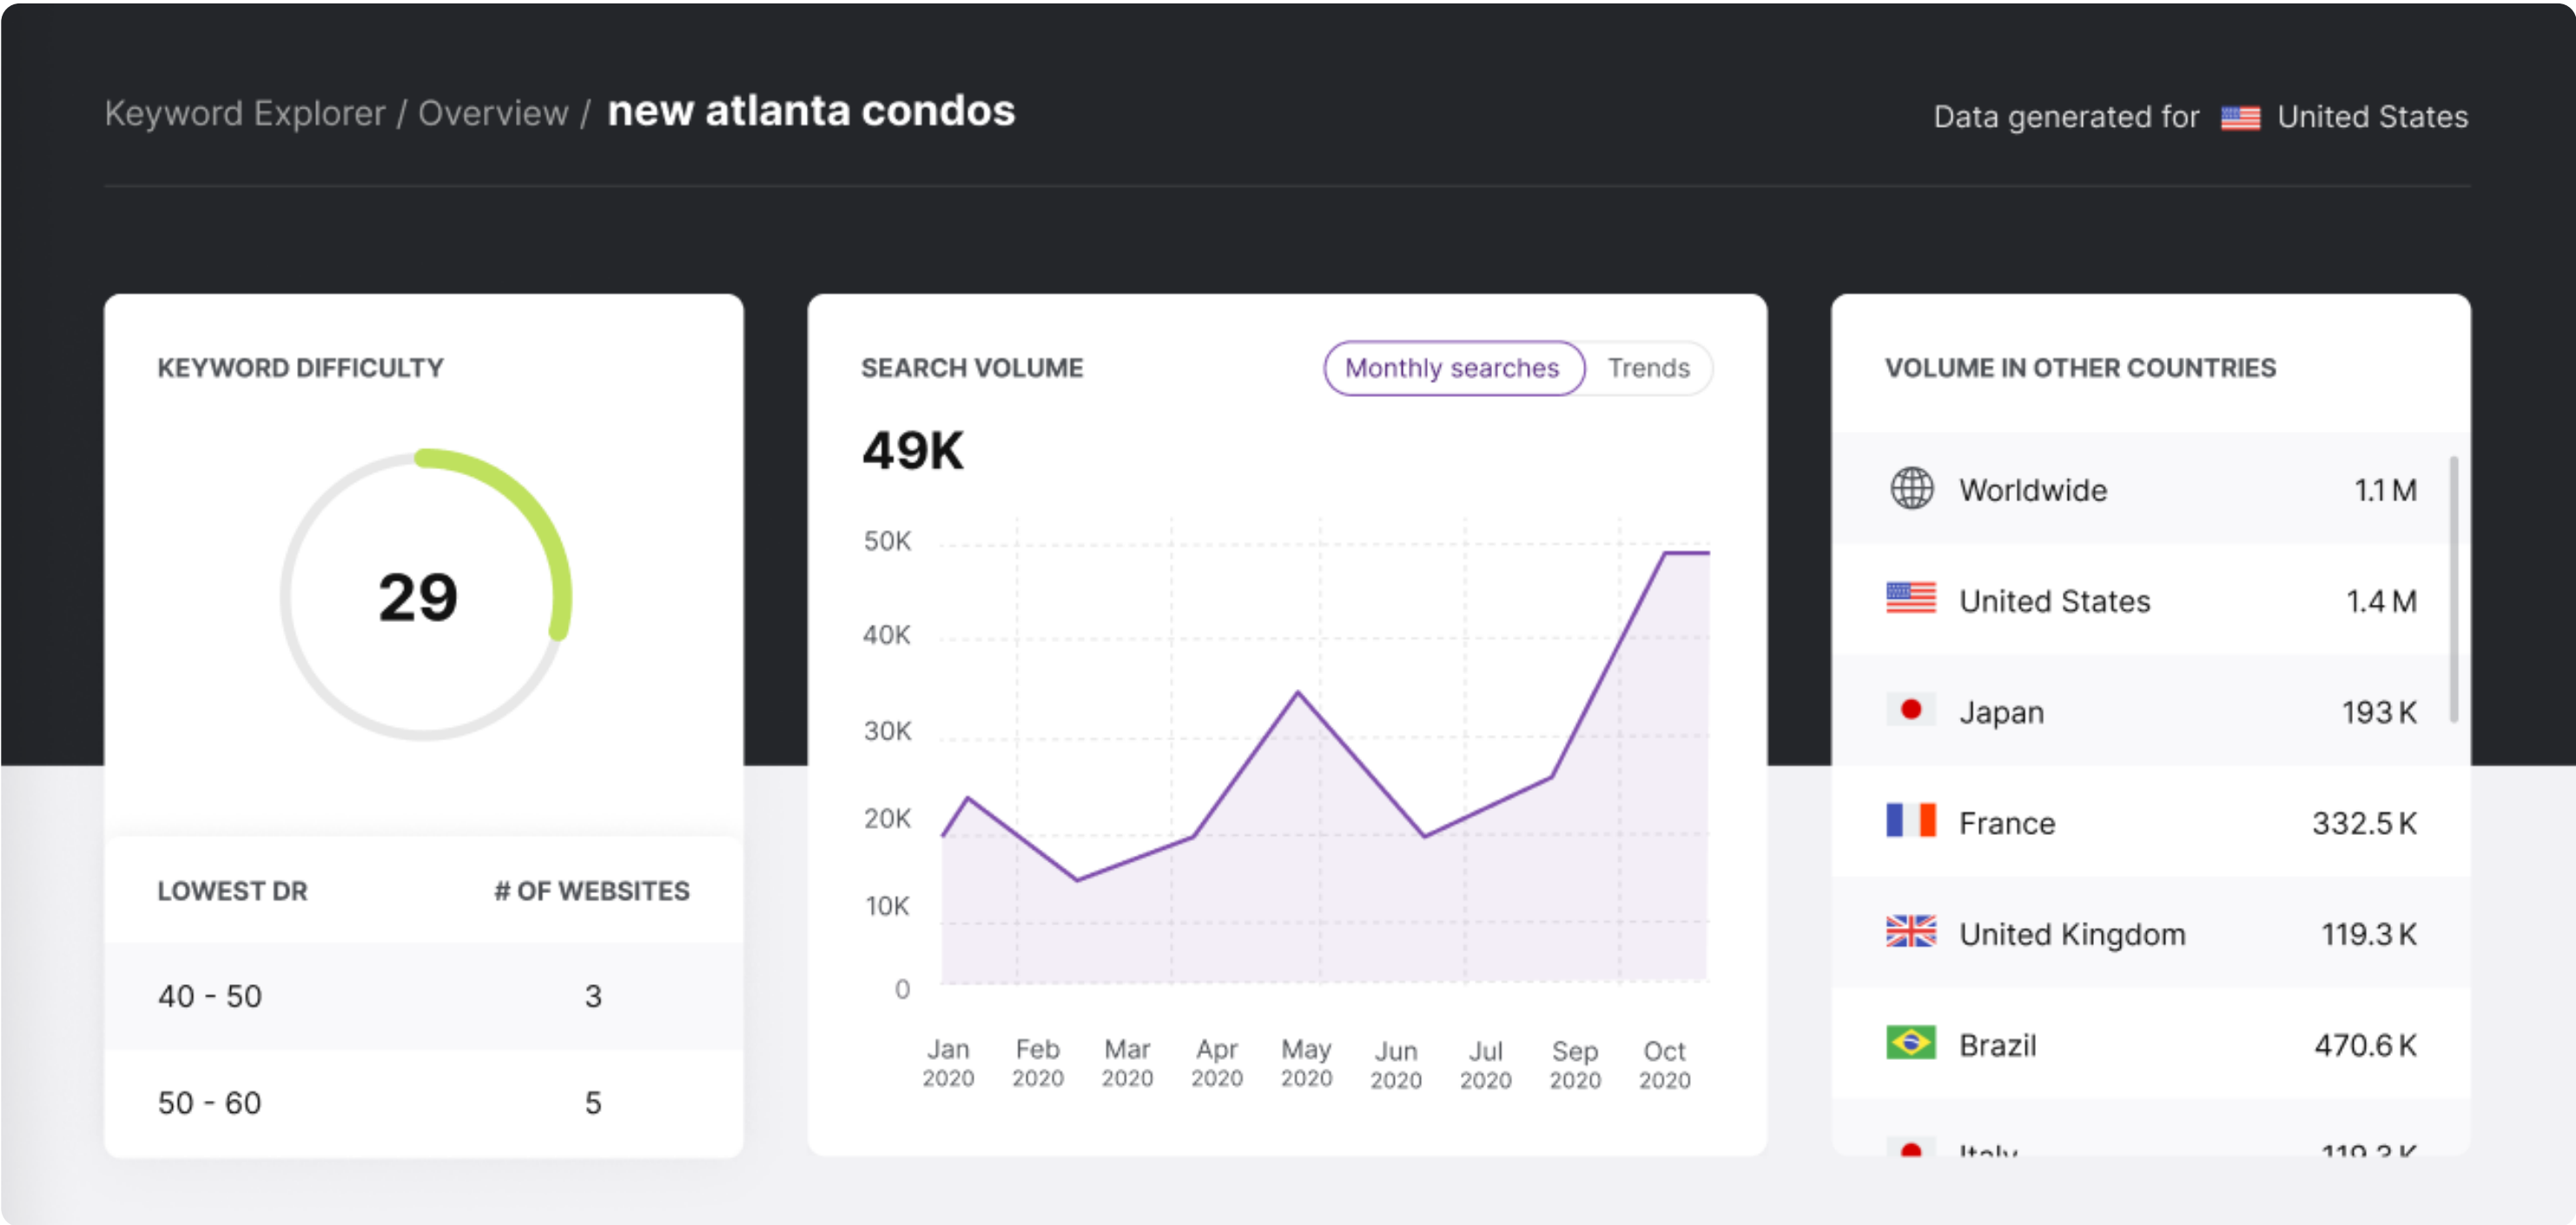 Keyword Explorer / Overview / new atlanta condos
Data generated for United States
KEYWORD DIFFICULTY
29
LOWEST DR # OF WEBSITES
40 - 50 3
50 - 60 5
SEARCH VOLUME
Monthly searches Trends
49K
50K
40K
30K
20K
10K
0
Jan Feb Mar Apr May Jun Jul Sep Oct
2020 2020 2020 2020 2020 2020 2020 2020 2020
VOLUME IN OTHER COUNTRIES
Worldwide 1.1 M
United States 1.4 M
Japan 193 K
France 332.5 K
United Kingdom 119.3 K
Brazil 470.6 K
Italy